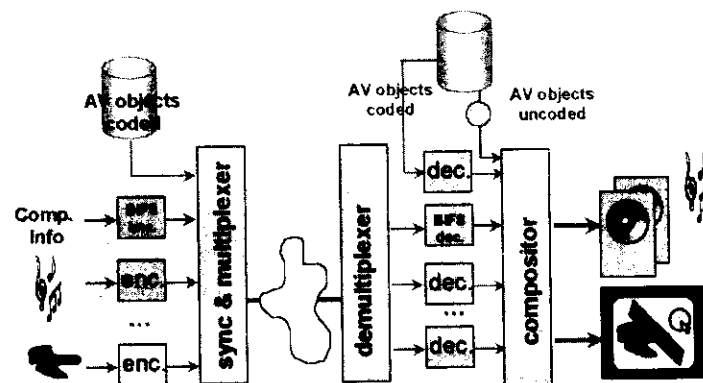 AV objects
coded
AV objects
coded
AV objects
uncoded
Comp.
Info
BIFS
enc.
enc.
...
enc.
sync & multiplexer
demultiplexer
dec.
BIFS
dec.
dec.
...
dec.
compositor